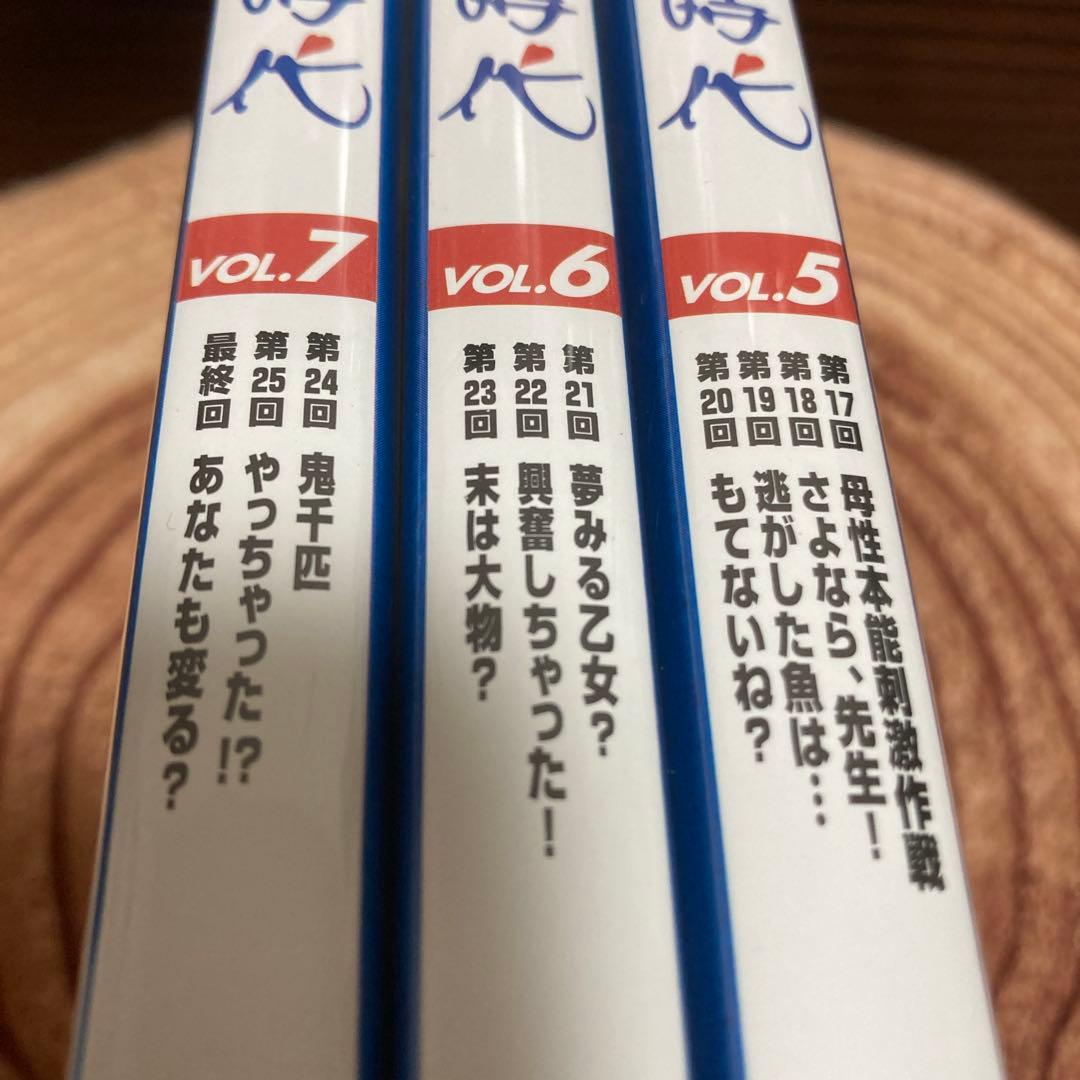 時代
VOL.7
第24回 鬼千匹
第25回 やっちゃった!?
最終回 あなたも変る?
時代
VOL.6
第21回 夢みる乙女?
第22回 興奮しちゃった!
第23回 末は大物?
時代
VOL.5
第17回 母性本能刺激作戦
第18回 さよなら、先生!
第19回 逃がした魚は…
第20回 もてないね?